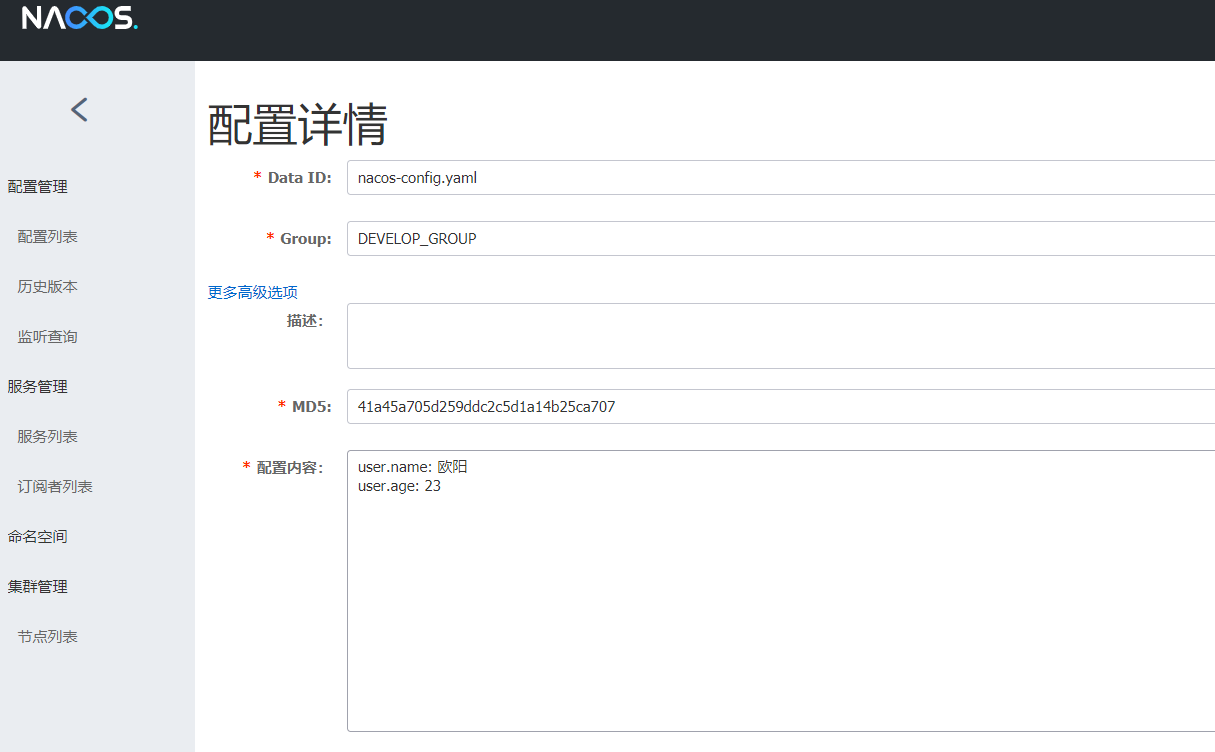 NACOS.
配置管理
配置列表
历史版本
监听查询
服务管理
服务列表
订阅者列表
命名空间
集群管理
节点列表
配置详情
* Data ID: nacos-config.yaml
* Group: DEVELOP_GROUP
更多高级选项
描述:
* MD5: 41a45a705d259ddc2c5d1a14b25ca707
* 配置内容: user.name: 欧阳
user.age: 23